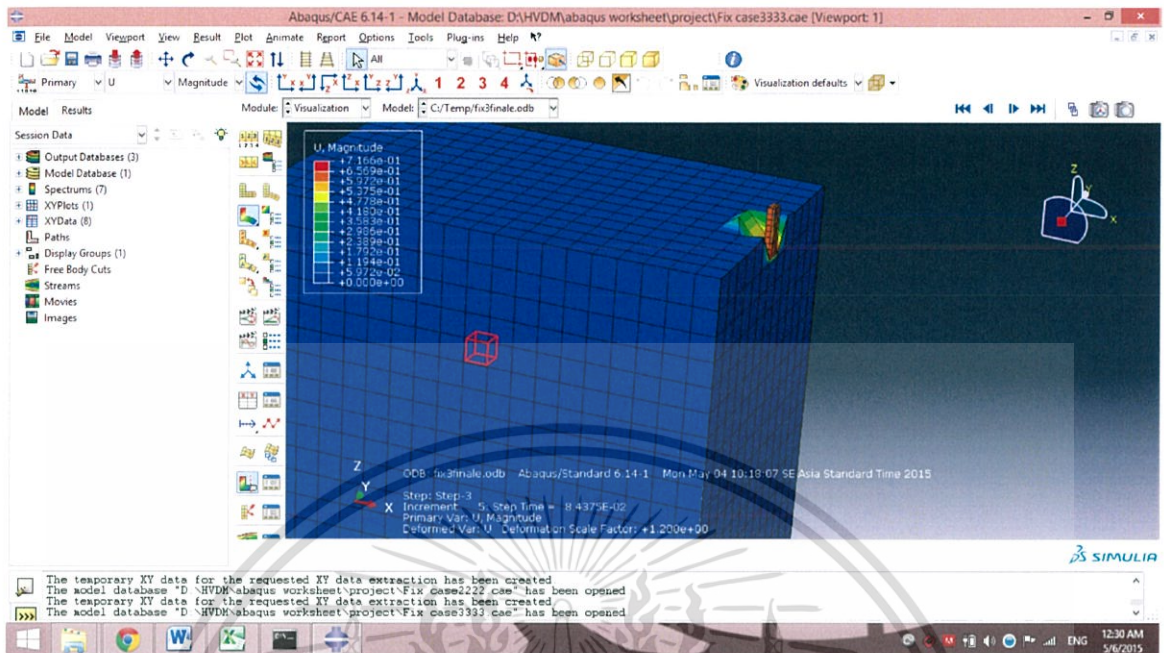 Abaqus/CAE 6.14-1 - Model Database: D:\HVDM\abaqus worksheet\project\Fix case3333.cae [Viewport: 1]
File Model Viewport View Result Plot Animate Report Options Tools Plug-ins Help
All
Primary U Magnitude 1 2 3 4 Visualization defaults
Model Results Module: Visualization Model: C:/Temp/fix3finale.odb
Session Data
Output Databases (3)
Model Database (1)
Spectrums (7)
XYPlots (1)
XYData (8)
Paths
Display Groups (1)
Free Body Cuts
Streams
Movies
Images
U, Magnitude
+7.166e-01
+6.569e-01
+5.972e-01
+5.375e-01
+4.778e-01
+4.180e-01
+3.583e-01
+2.986e-01
+2.389e-01
+1.792e-01
+1.194e-01
+5.972e-02
+0.000e+00
Z
Y
X
Z
Y
X
ODB: fix3finale.odb Abaqus/Standard 6.14-1 Mon May 04 10:18:07 SE Asia Standard Time 2015
Step: Step-3
Increment 5: Step Time = 8.4375E-02
Primary Var: U, Magnitude
Deformed Var: U Deformation Scale Factor: +1.200e+00
SIMULIA
The temporary XY data for the requested XY data extraction has been created
The model database "D:\HVDM\abaqus worksheet\project\Fix case2222.cae" has been opened
The temporary XY data for the requested XY data extraction has been created
The model database "D:\HVDM\abaqus worksheet\project\Fix case3333.cae" has been opened
ENG
12:30 AM
5/6/2015